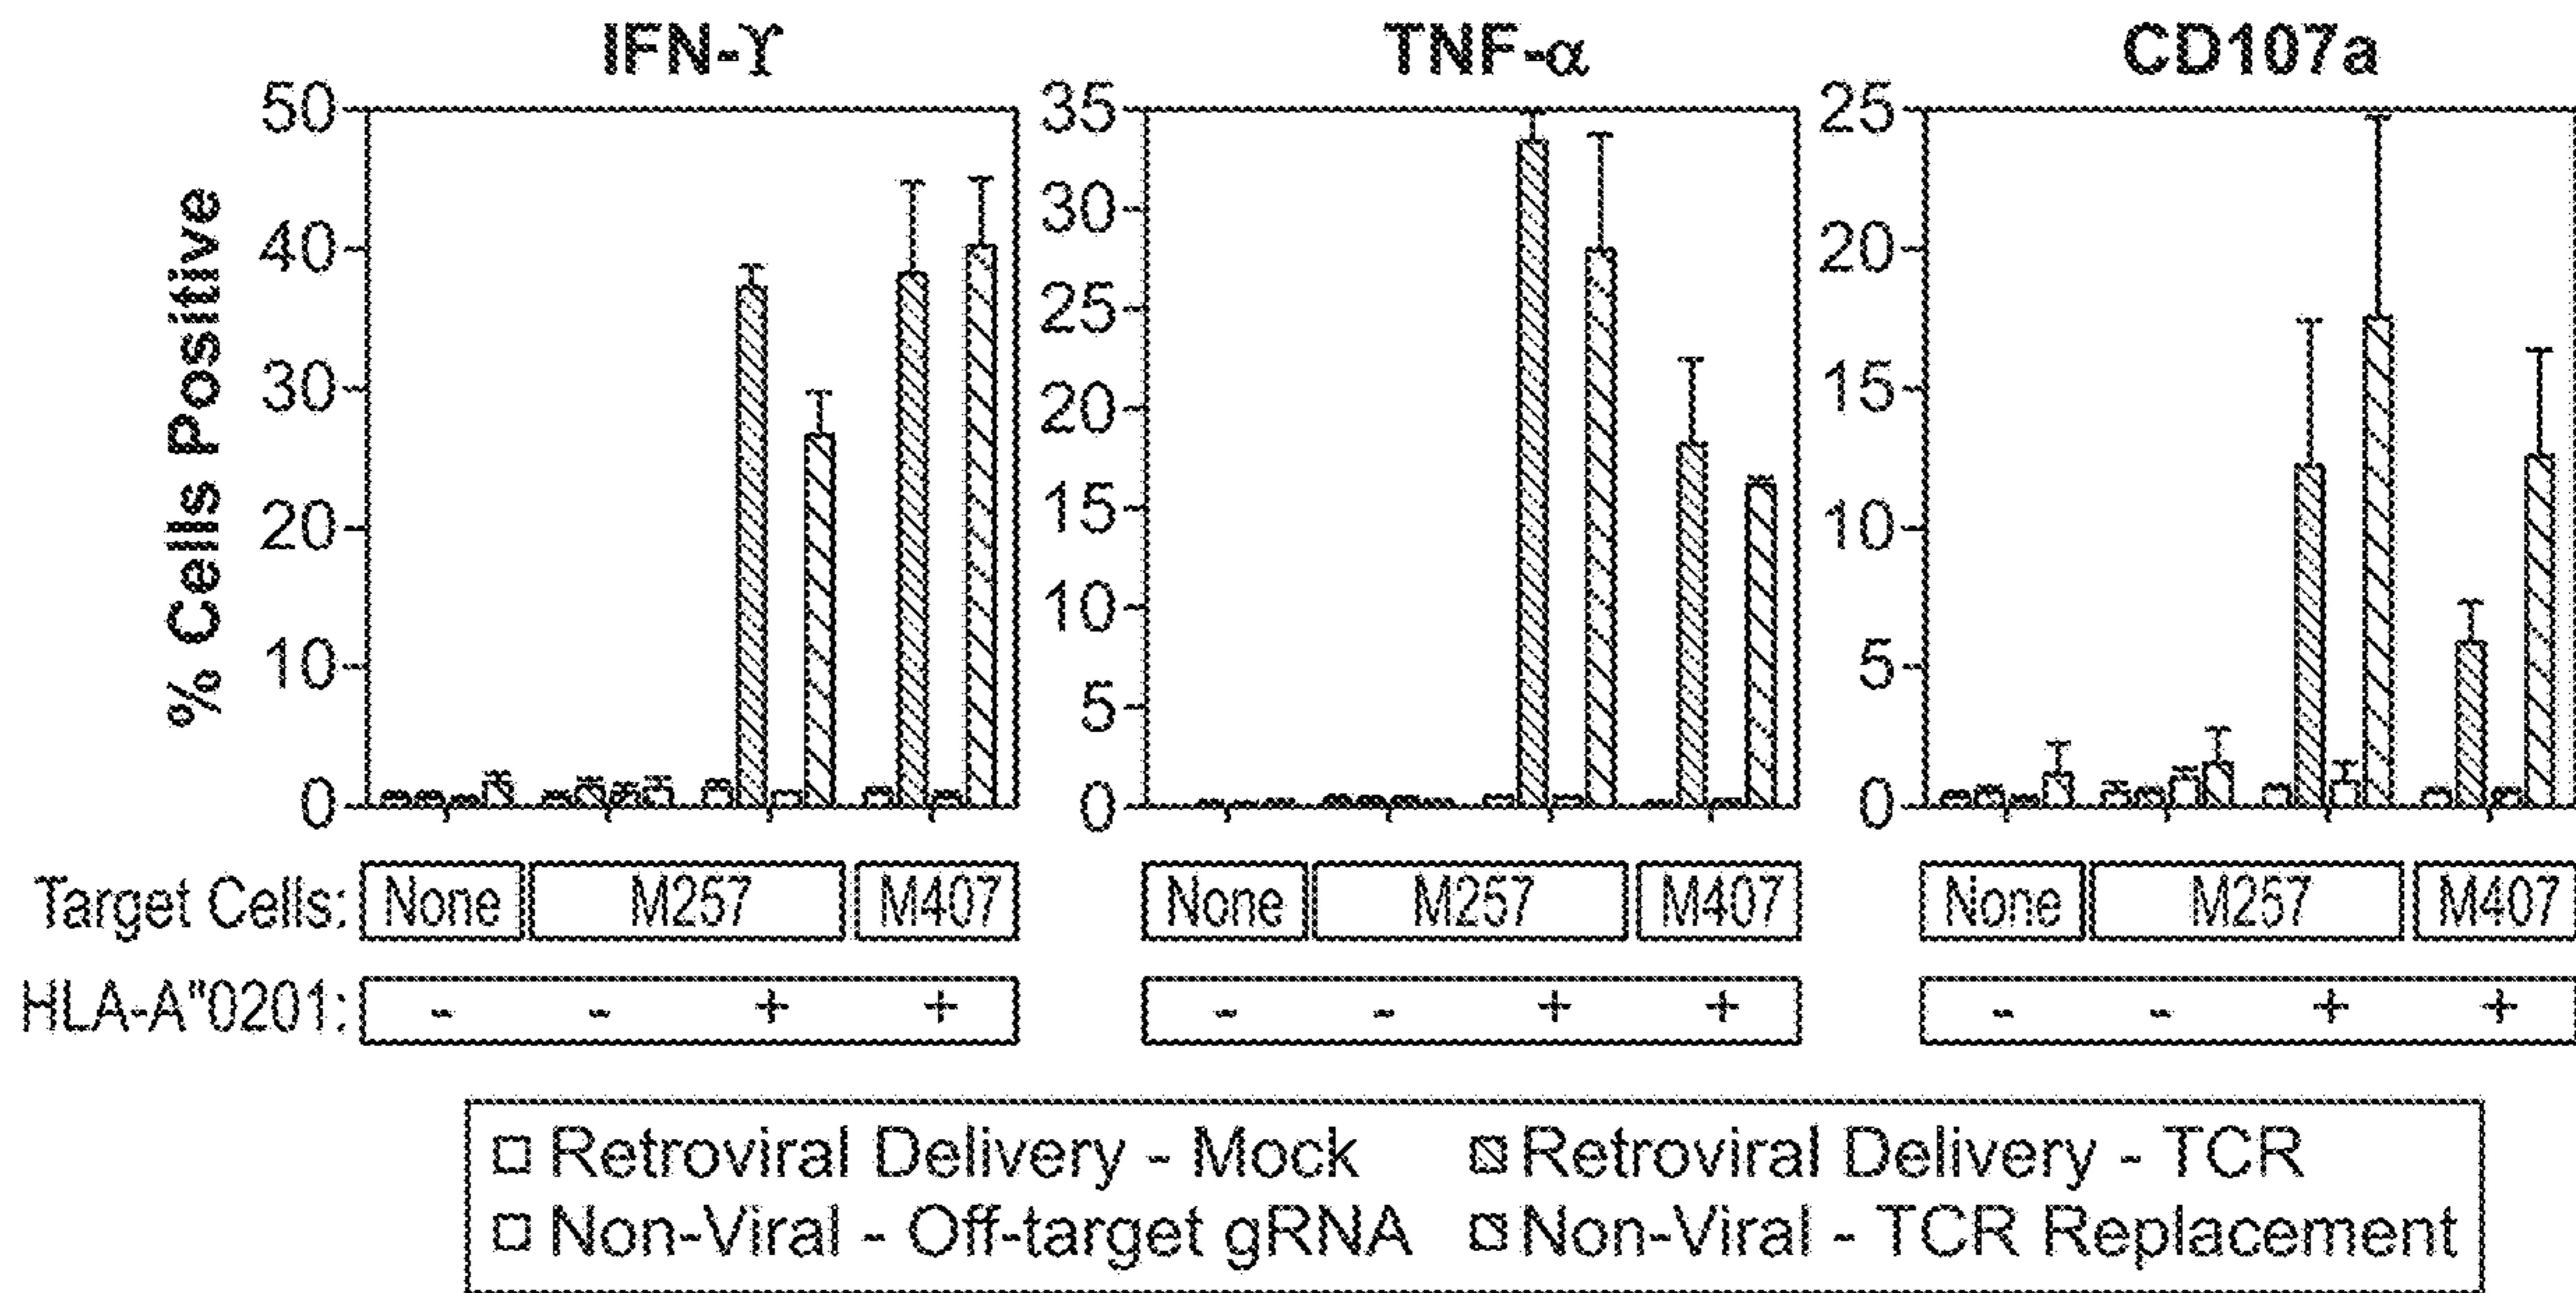 IFN-ϒ
TNF-α
CD107a
% Cells Positive
50
40
30
20
10
0
35
30
25
20
15
10
5
0
25
20
15
10
5
0
Target Cells: None M257 M407 None M257 M407 None M257 M407
HLA-A"0201: - - + + - - + + - - + +
Retroviral Delivery - Mock Retroviral Delivery - TCR
Non-Viral - Off-target gRNA Non-Viral - TCR Replacement